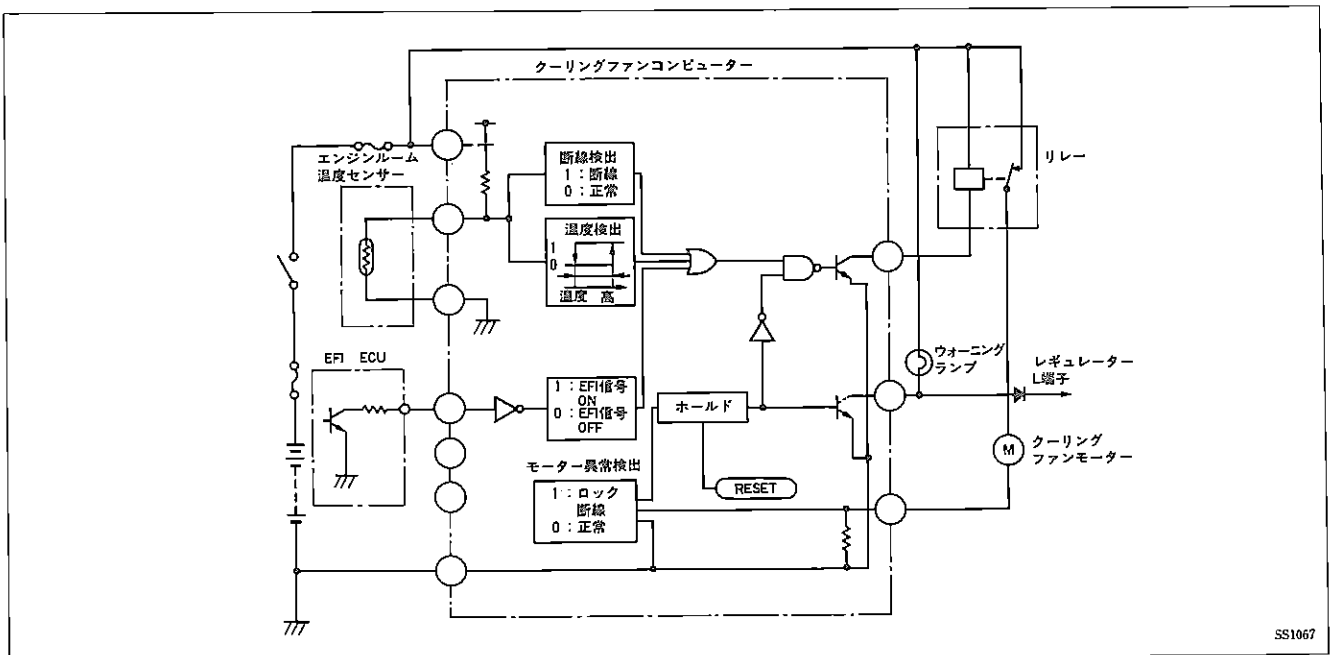 クーリングファンコンピューター
エンジンルーム
温度センサー
断線検出
1：断線
0：正常
リレー
温度検出
1
0
温度 高
EFI ECU
1：EFI信号
ON
0：EFI信号
OFF
ホールド
ウォーニング
ランプ
レギュレーター
L端子
モーター異常検出
1：ロック
断線
0：正常
RESET
M
クーリング
ファンモーター
SS1067